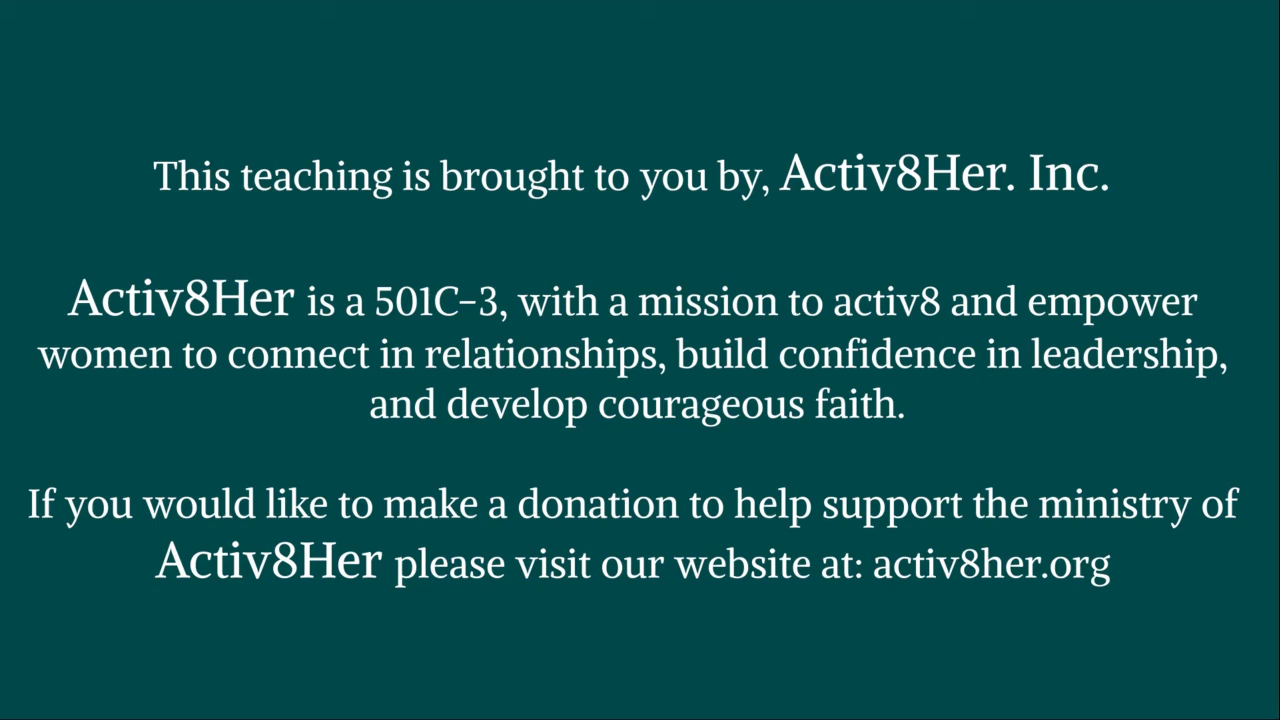 This teaching is brought to you by, Activ8Her. Inc.
Activ8Her is a 501C-3, with a mission to activ8 and empower
women to connect in relationships, build confidence in leadership,
and develop courageous faith.
If you would like to make a donation to help support the ministry of
Activ8Her please visit our website at: activ8her.org